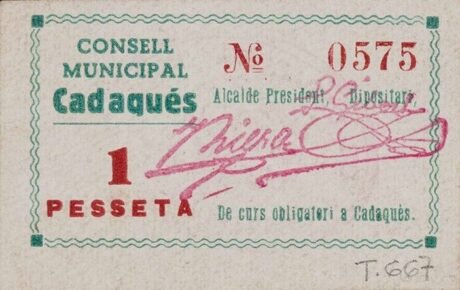 CONSELL
MUNICIPAL
Cadaqués
1
PESSETA
№ 0575
Alcalde President, Dipositari,
De curs obligatori a Cadaqués.
T.667